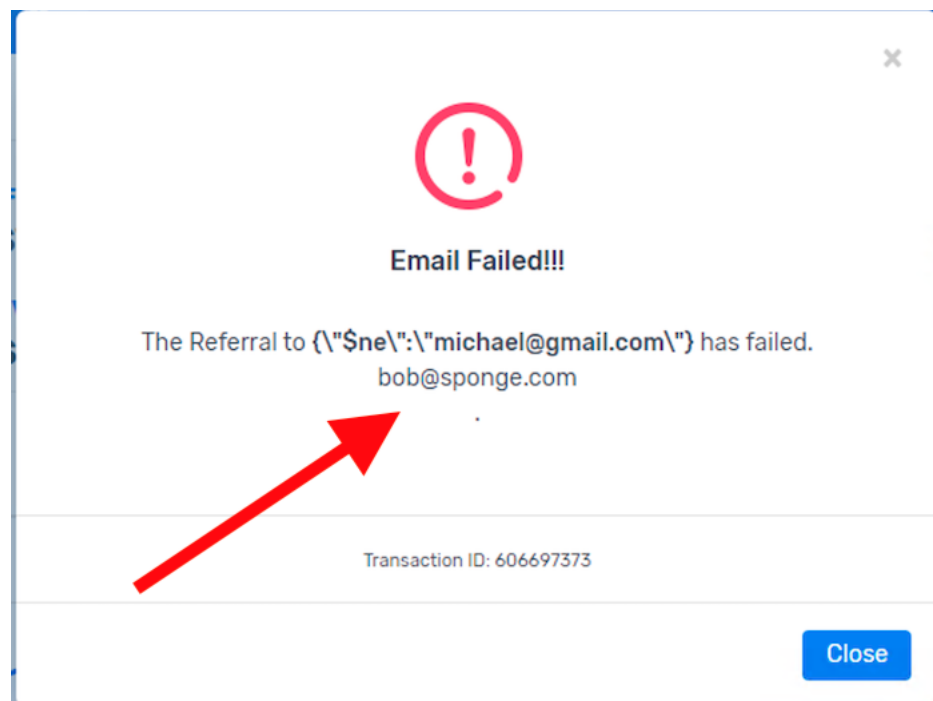 ×
Email Failed!!!
The Referral to {\"$ne\":\"michael@gmail.com\"} has failed.
bob@sponge.com
.
Transaction ID: 606697373
Close